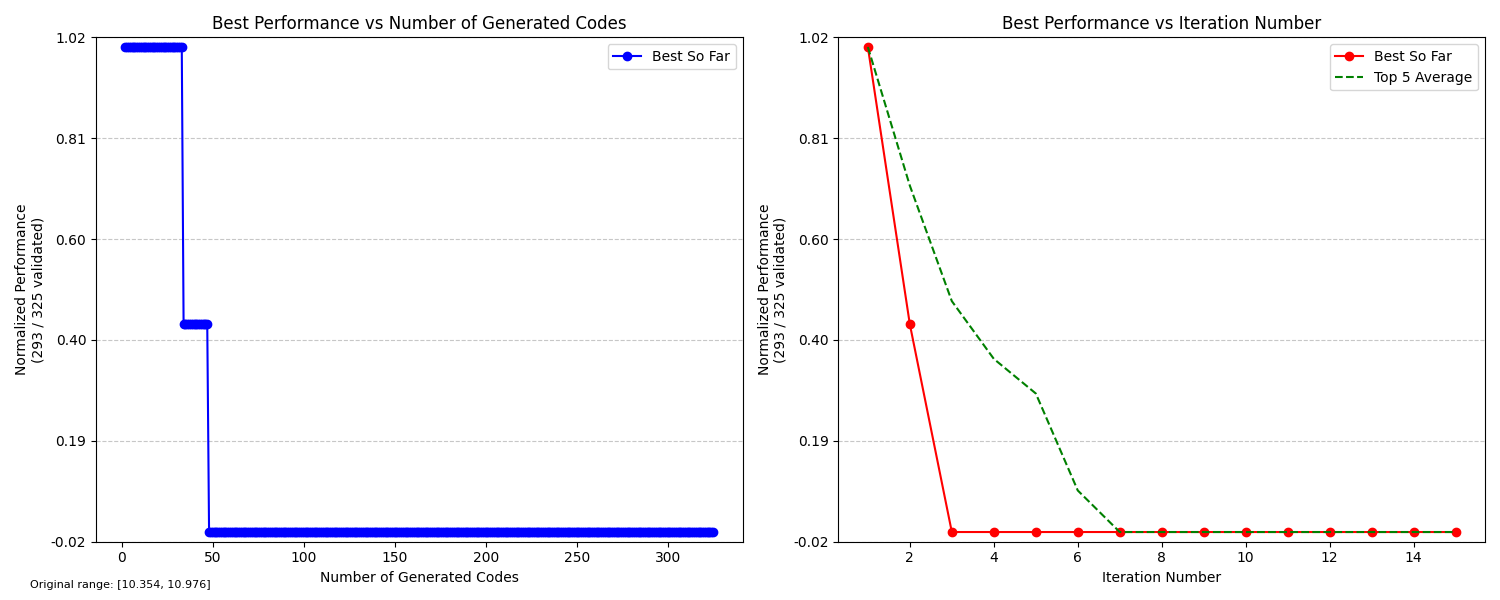 Best Performance vs Number of Generated Codes
Best So Far
Normalized Performance
(293 / 325 validated)
1.02
0.81
0.60
0.40
0.19
-0.02
0 50 100 150 200 250 300
Number of Generated Codes
Original range: [10.354, 10.976]
Best Performance vs Iteration Number
Best So Far
Top 5 Average
Normalized Performance
(293 / 325 validated)
1.02
0.81
0.60
0.40
0.19
-0.02
2 4 6 8 10 12 14
Iteration Number